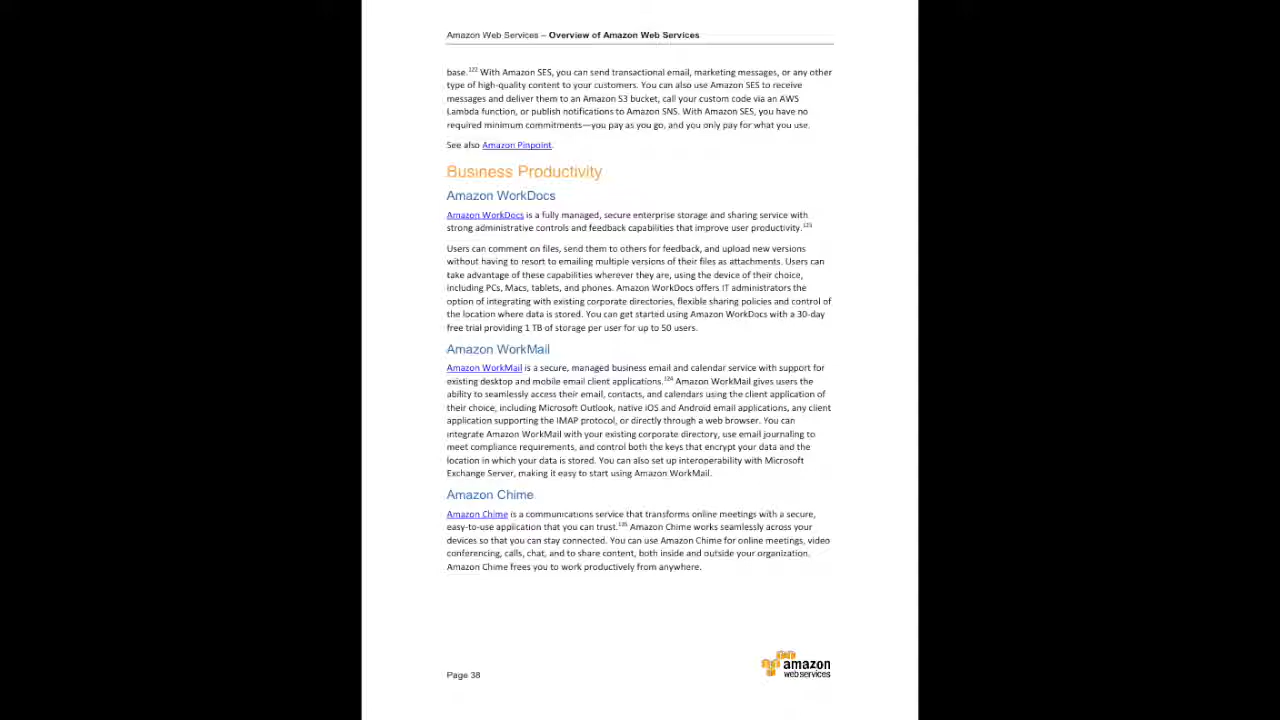 Amazon Web Services – Overview of Amazon Web Services
base.122 With Amazon SES, you can send transactional email, marketing messages, or any other
type of high-quality content to your customers. You can also use Amazon SES to receive
messages and deliver them to an Amazon S3 bucket, call your custom code via an AWS
Lambda function, or publish notifications to Amazon SNS. With Amazon SES, you have no
required minimum commitments—you pay as you go, and you only pay for what you use.
See also Amazon Pinpoint.
Business Productivity
Amazon WorkDocs
Amazon WorkDocs is a fully managed, secure enterprise storage and sharing service with
strong administrative controls and feedback capabilities that improve user productivity.123
Users can comment on files, send them to others for feedback, and upload new versions
without having to resort to emailing multiple versions of their files as attachments. Users can
take advantage of these capabilities wherever they are, using the device of their choice,
including PCs, Macs, tablets, and phones. Amazon WorkDocs offers IT administrators the
option of integrating with existing corporate directories, flexible sharing policies and control of
the location where data is stored. You can get started using Amazon WorkDocs with a 30-day
free trial providing 1 TB of storage per user for up to 50 users.
Amazon WorkMail
Amazon WorkMail is a secure, managed business email and calendar service with support for
existing desktop and mobile email client applications.124 Amazon WorkMail gives users the
ability to seamlessly access their email, contacts, and calendars using the client application of
their choice, including Microsoft Outlook, native iOS and Android email applications, any client
application supporting the IMAP protocol, or directly through a web browser. You can
integrate Amazon WorkMail with your existing corporate directory, use email journaling to
meet compliance requirements, and control both the keys that encrypt your data and the
location in which your data is stored. You can also set up interoperability with Microsoft
Exchange Server, making it easy to start using Amazon WorkMail.
Amazon Chime
Amazon Chime is a communications service that transforms online meetings with a secure,
easy-to-use application that you can trust.135 Amazon Chime works seamlessly across your
devices so that you can stay connected. You can use Amazon Chime for online meetings, video
conferencing, calls, chat, and to share content, both inside and outside your organization.
Amazon Chime frees you to work productively from anywhere.
Page 38
amazon
web services